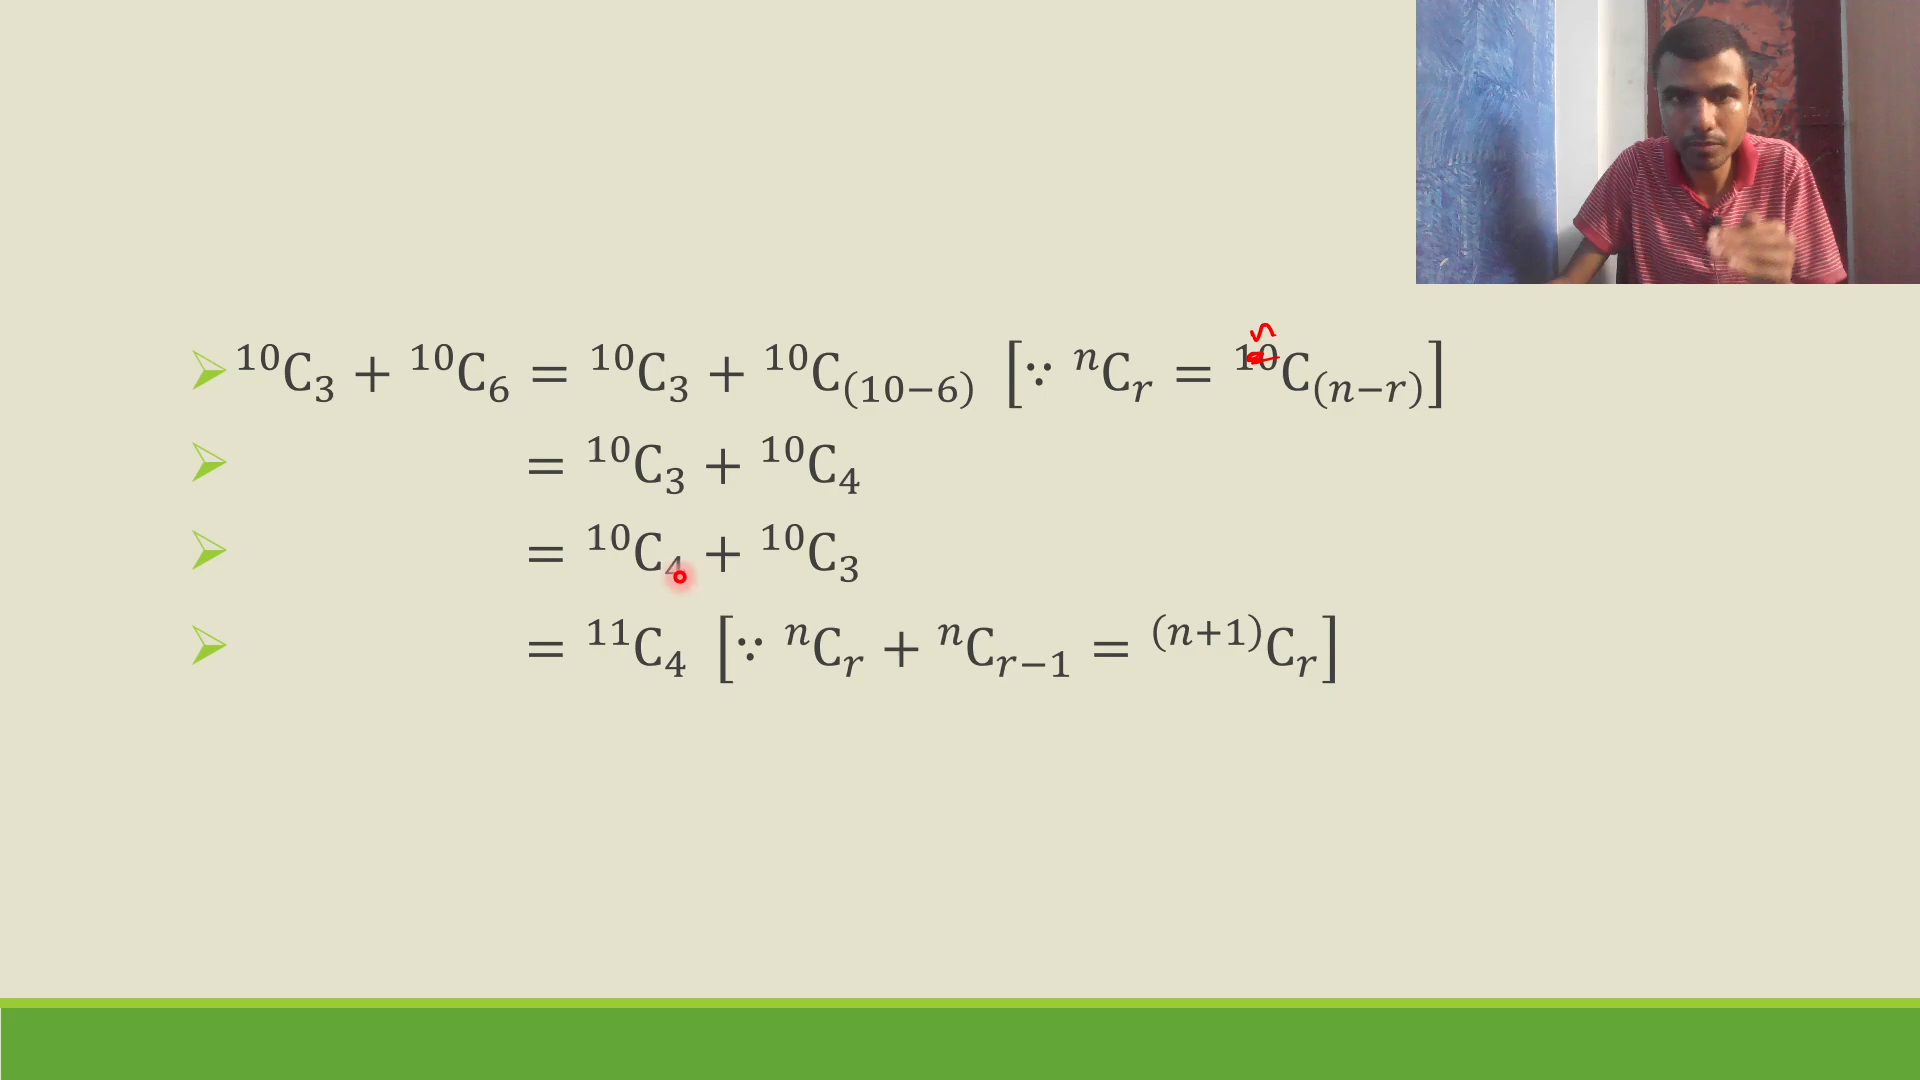 ➢ ¹⁰C₃ + ¹⁰C₆ = ¹⁰C₃ + ¹⁰C₍₁₀₋₆₎ [∵ ⁿCᵣ = ¹⁰C₍ₙ₋ᵣ₎]
n
➢ = ¹⁰C₃ + ¹⁰C₄
➢ = ¹⁰C₄ + ¹⁰C₃
➢ = ¹¹C₄ [∵ ⁿCᵣ + ⁿCᵣ₋₁ = ⁽ⁿ⁺¹⁾Cᵣ]